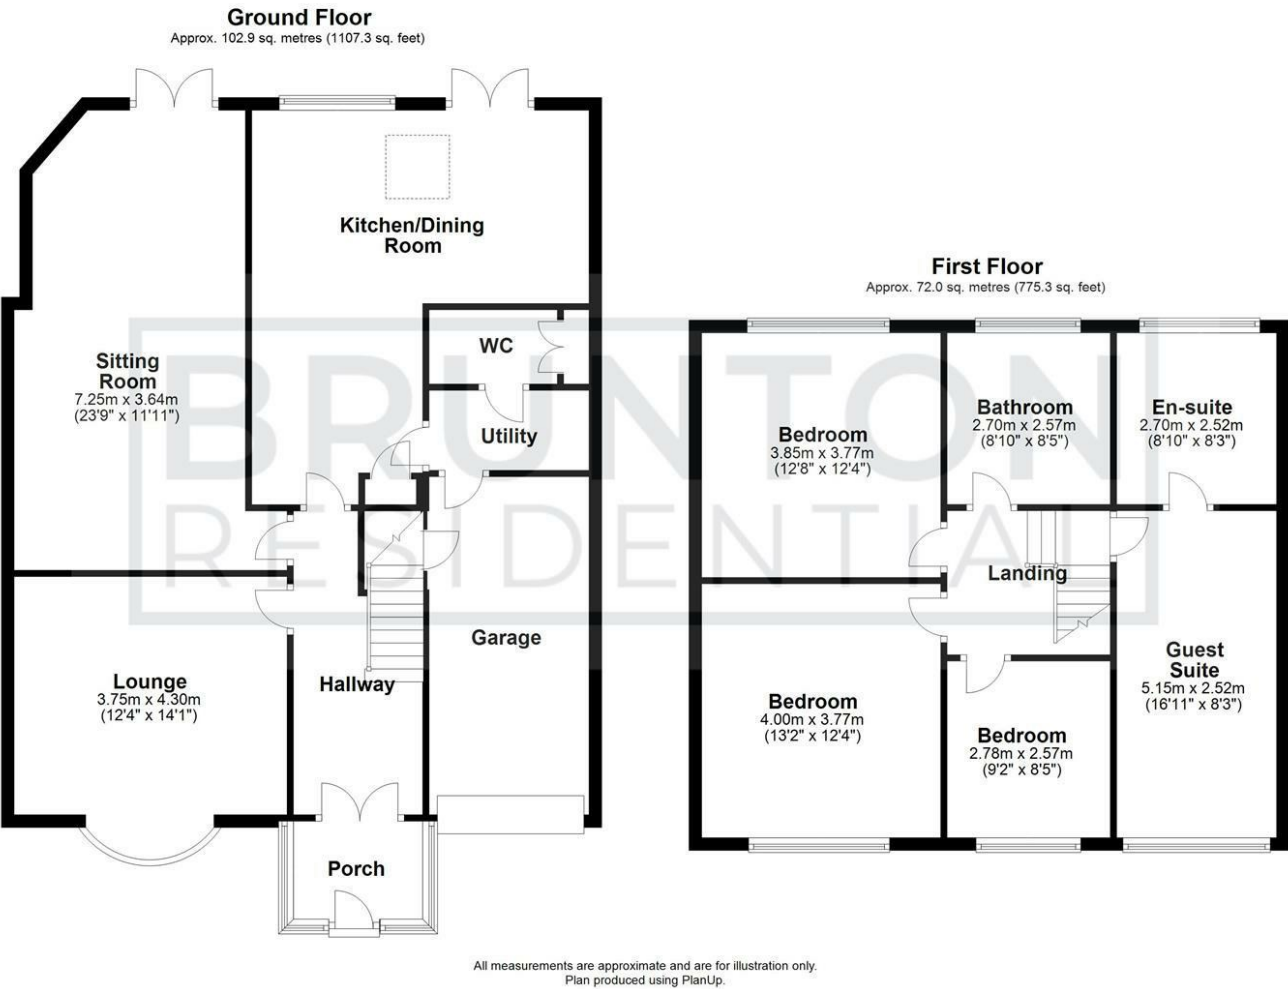 Ground Floor
Approx. 102.9 sq. metres (1107.3 sq. feet)
Kitchen/Dining
Room
WC
Sitting
Room
7.25m x 3.64m
(23'9" x 11'11")
Utility
Garage
Lounge
3.75m x 4.30m
(12'4" x 14'1")
Hallway
Porch
First Floor
Approx. 72.0 sq. metres (775.3 sq. feet)
Bedroom
3.85m x 3.77m
(12'8" x 12'4")
Bathroom
2.70m x 2.57m
(8'10" x 8'5")
En-suite
2.70m x 2.52m
(8'10" x 8'3")
Landing
Guest
Suite
5.15m x 2.52m
(16'11" x 8'3")
Bedroom
4.00m x 3.77m
(13'2" x 12'4")
Bedroom
2.78m x 2.57m
(9'2" x 8'5")
BRUNTON
RESIDENTIAL
All measurements are approximate and are for illustration only.
Plan produced using PlanUp.